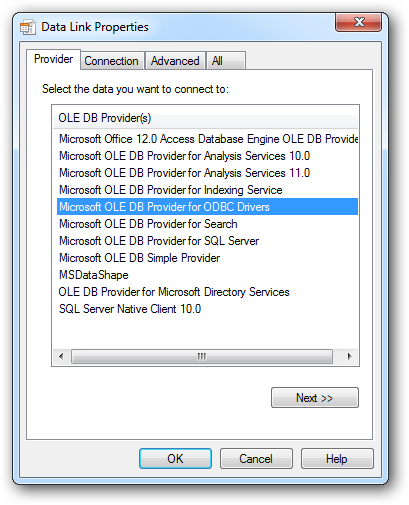 Data Link Properties
Provider Connection Advanced All
Select the data you want to connect to:
OLE DB Provider(s)
Microsoft Office 12.0 Access Database Engine OLE DB Provide
Microsoft OLE DB Provider for Analysis Services 10.0
Microsoft OLE DB Provider for Analysis Services 11.0
Microsoft OLE DB Provider for Indexing Service
Microsoft OLE DB Provider for ODBC Drivers
Microsoft OLE DB Provider for Search
Microsoft OLE DB Provider for SQL Server
Microsoft OLE DB Simple Provider
MSDataShape
OLE DB Provider for Microsoft Directory Services
SQL Server Native Client 10.0
Next >>
OK Cancel Help